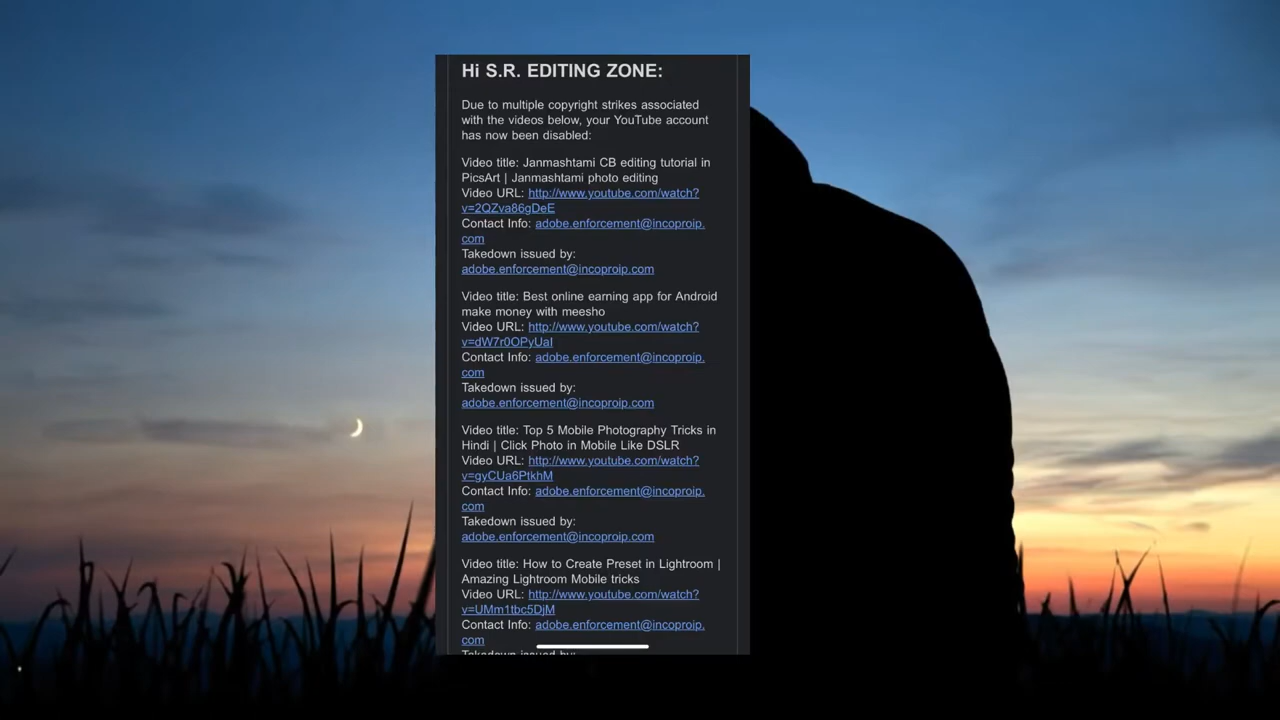 Hi S.R. EDITING ZONE:
Due to multiple copyright strikes associated
with the videos below, your YouTube account
has now been disabled:
Video title: Janmashtami CB editing tutorial in
PicsArt | Janmashtami photo editing
Video URL: http://www.youtube.com/watch?
v=2QZva86gDeE
Contact Info: adobe.enforcement@incoproip.
com
Takedown issued by:
adobe.enforcement@incoproip.com
Video title: Best online earning app for Android
make money with meesho
Video URL: http://www.youtube.com/watch?
v=dW7r0OPyUaI
Contact Info: adobe.enforcement@incoproip.
com
Takedown issued by:
adobe.enforcement@incoproip.com
Video title: Top 5 Mobile Photography Tricks in
Hindi | Click Photo in Mobile Like DSLR
Video URL: http://www.youtube.com/watch?
v=gyCUa6PtkhM
Contact Info: adobe.enforcement@incoproip.
com
Takedown issued by:
adobe.enforcement@incoproip.com
Video title: How to Create Preset in Lightroom |
Amazing Lightroom Mobile tricks
Video URL: http://www.youtube.com/watch?
v=UMm1tbc5DjM
Contact Info: adobe.enforcement@incoproip.
com
Takedown issued by: